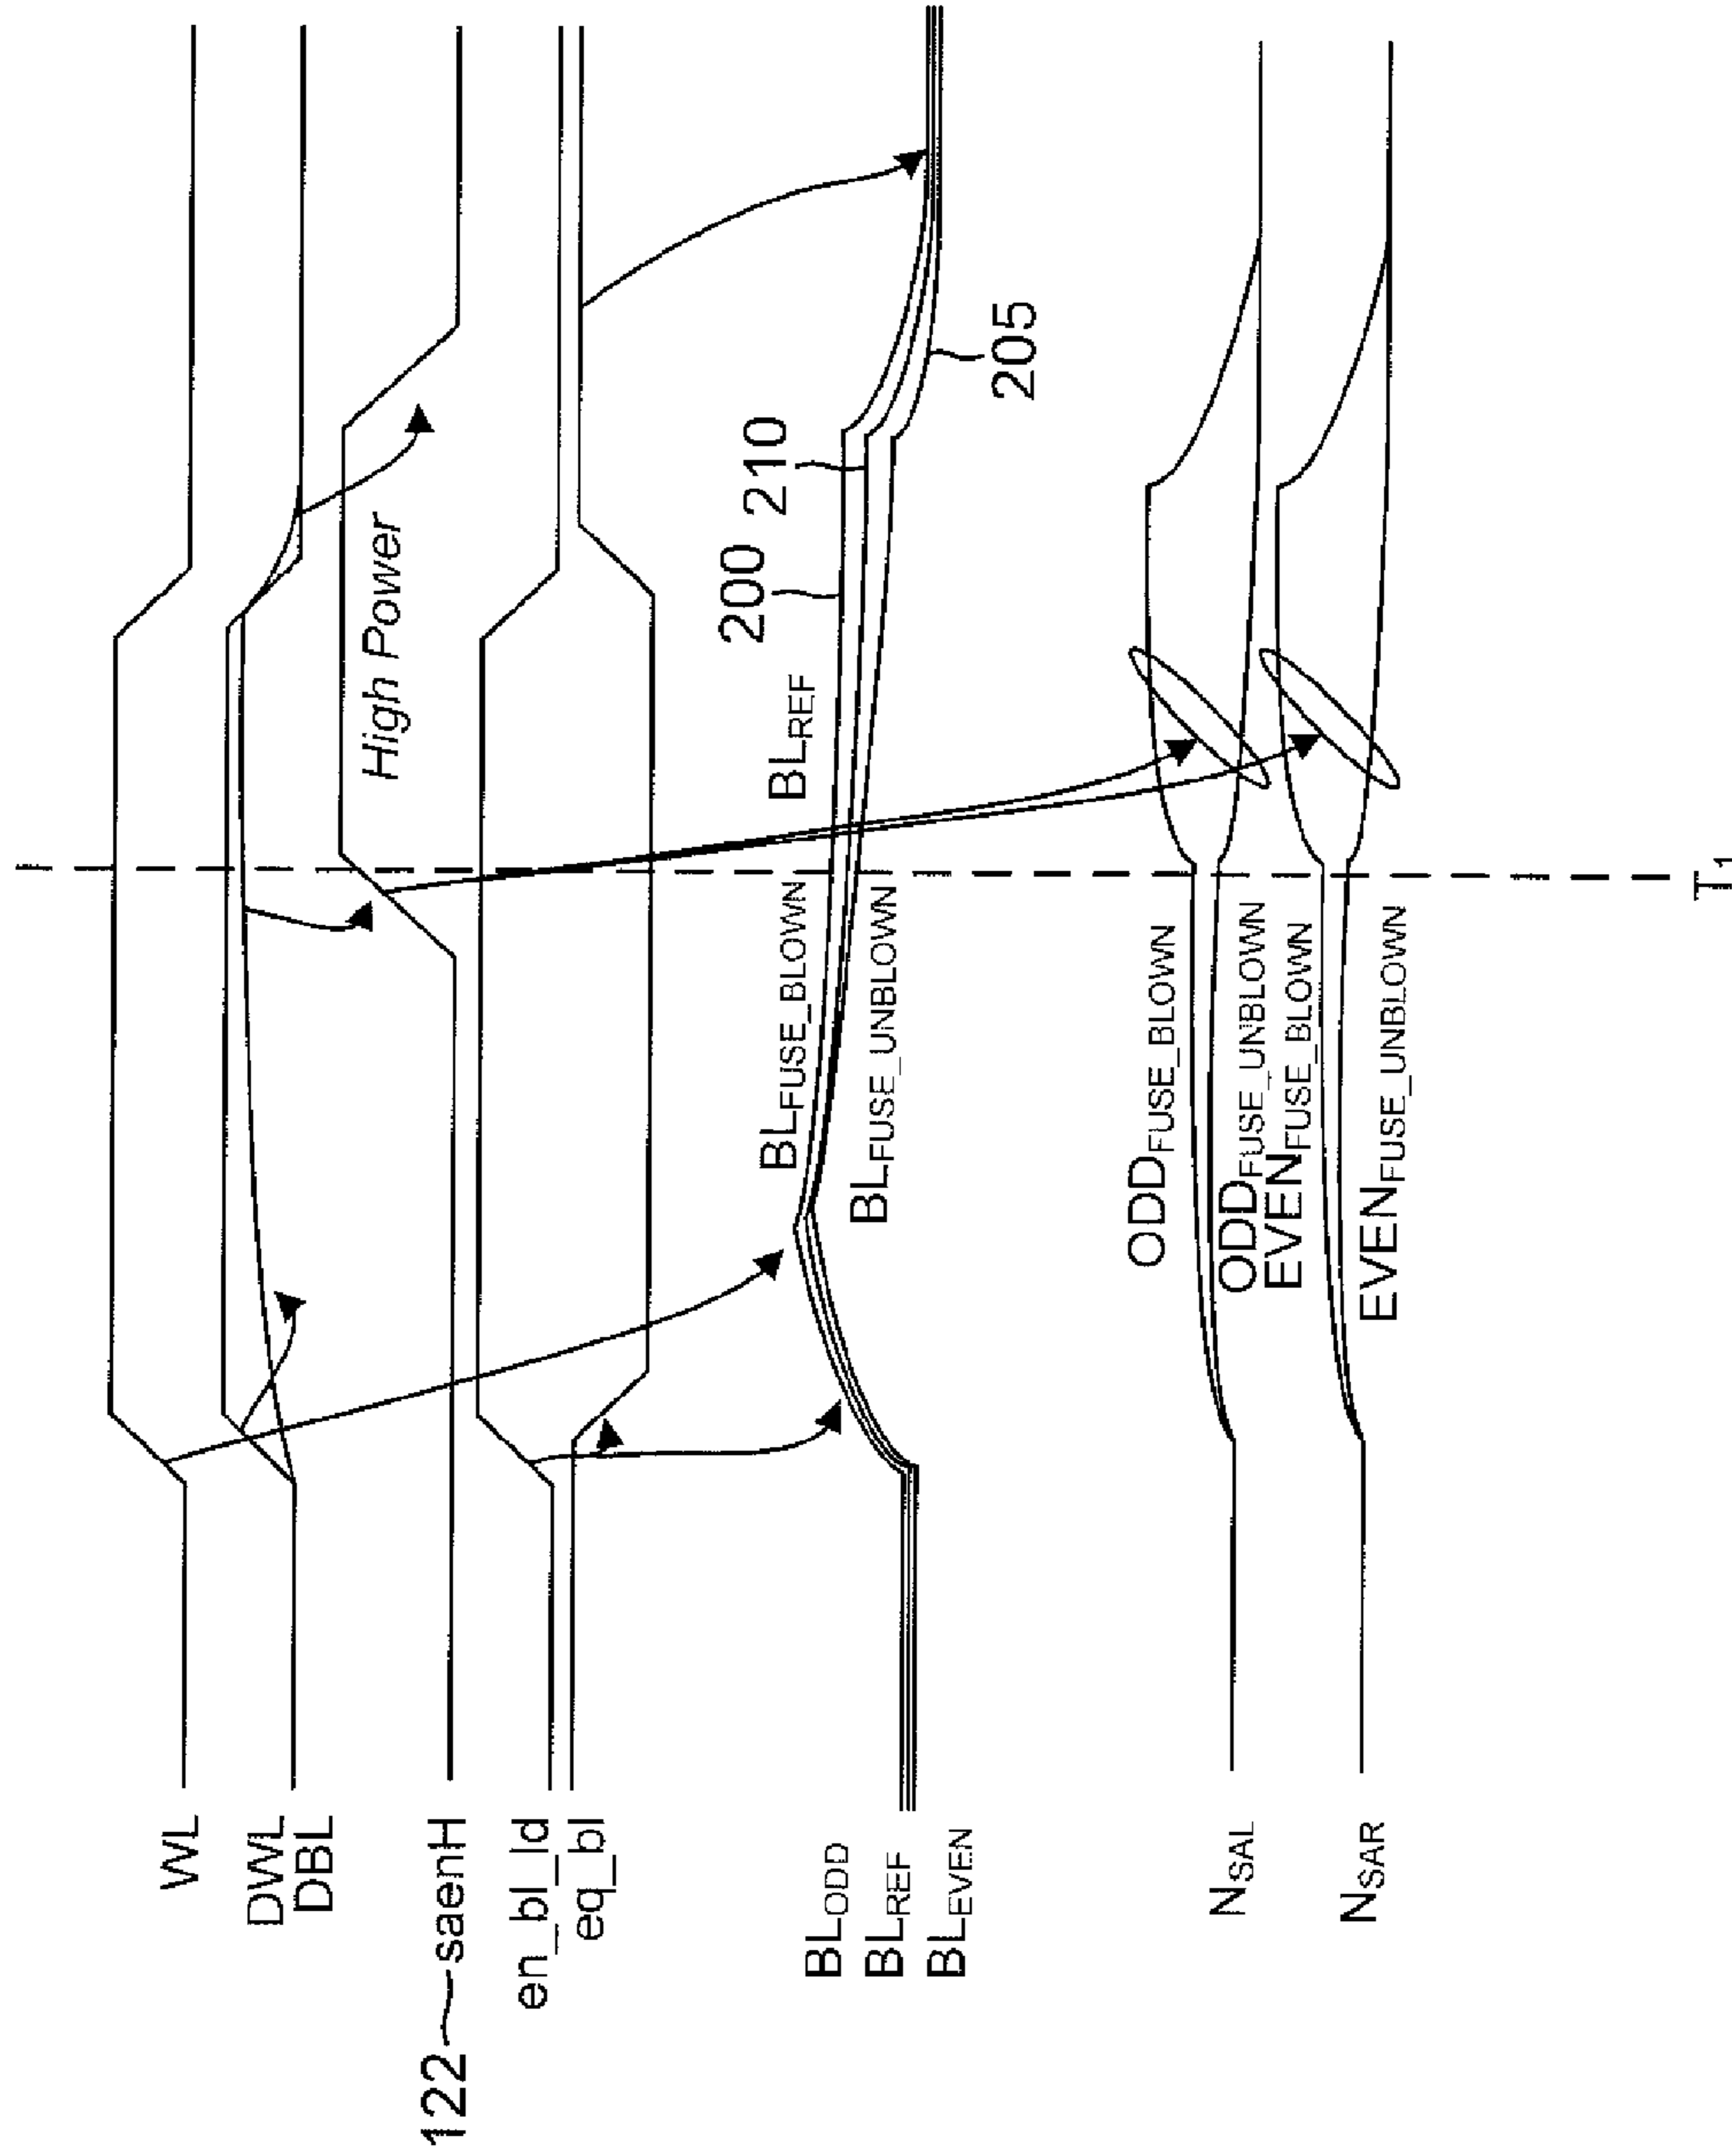 WL
DWL
DBL
122 saenH
High Power
en_bl_ld
eq_bl
BLODD
BLREF
BLEVEN
BLFUSE_BLOWN
BLREF
200
210
BLFUSE_UNBLOWN
205
NSAL
ODDFUSE_BLOWN
ODDFUSE_UNBLOWN
NSAR
EVENFUSE_BLOWN
EVENFUSE_UNBLOWN
T1